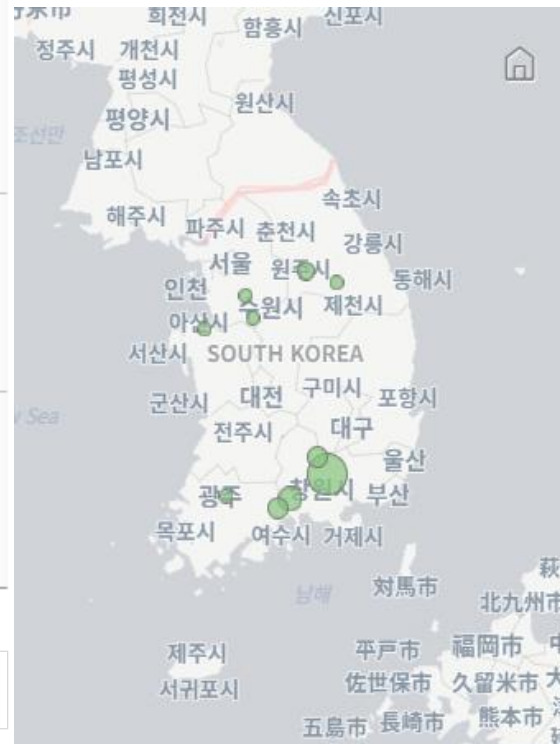 희천시
신포시
함흥시
정주시
개천시
평성시
원산시
평양시
조선만
남포시
속초시
해주시
파주시
춘천시
강릉시
서울
원주시
동해시
인천
수원시
제천시
아산시
서산시
SOUTH KOREA
구미시
군산시
대전
포항시
Sea
전주시
대구
울산
광주
창원시
부산
목포시
여수시
거제시
남해
対馬市
北九州市
제주시
平戸市
福岡市
서귀포시
佐世保市
久留米市
五島市
長崎市
熊本市